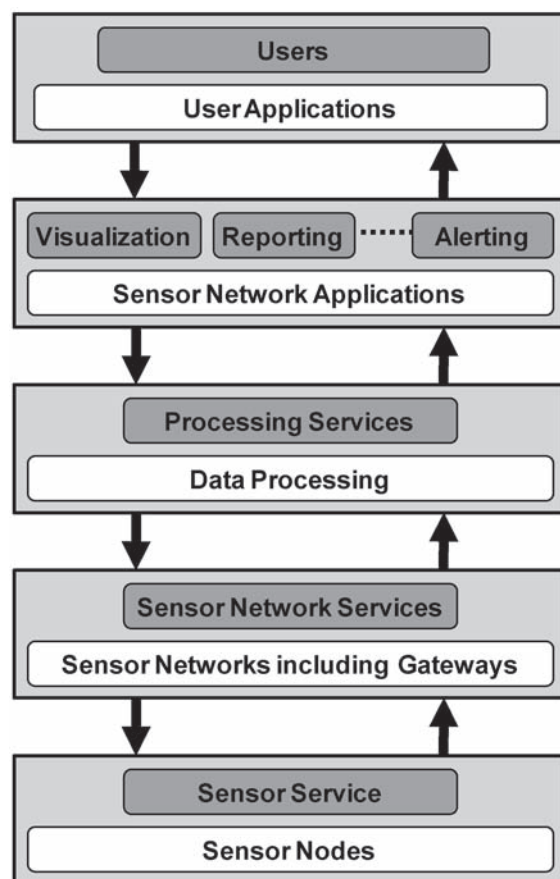 Users
User Applications
Visualization Reporting Alerting
Sensor Network Applications
Processing Services
Data Processing
Sensor Network Services
Sensor Networks including Gateways
Sensor Service
Sensor Nodes